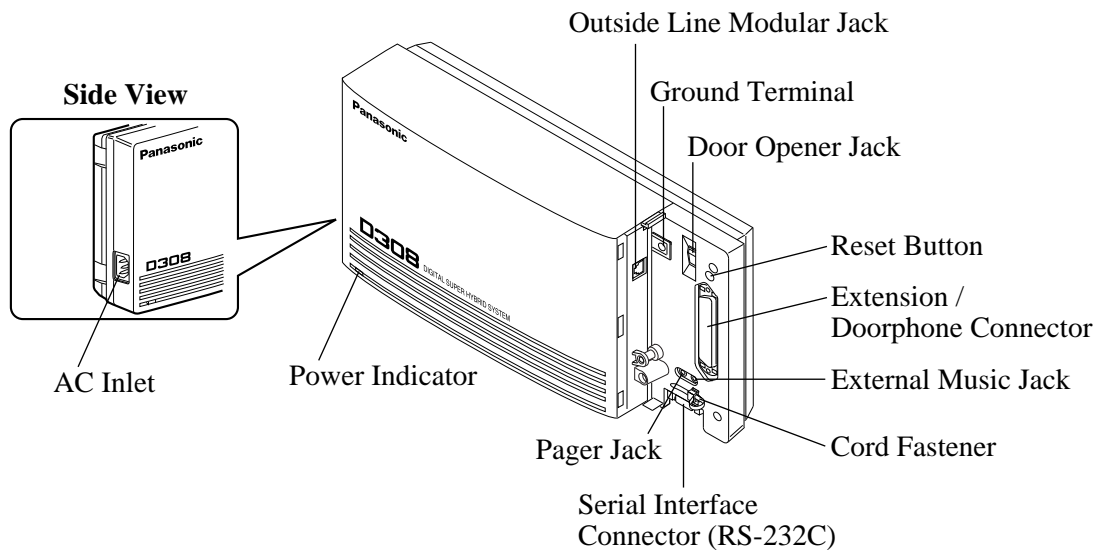 Outside Line Modular Jack
Side View
Ground Terminal
Panasonic
Panasonic
Door Opener Jack
D308
DIGITAL SUPER HYBRID SYSTEM
Reset Button
D308
Extension /
Doorphone Connector
AC Inlet
Power Indicator
External Music Jack
Pager Jack
Cord Fastener
Serial Interface
Connector (RS-232C)